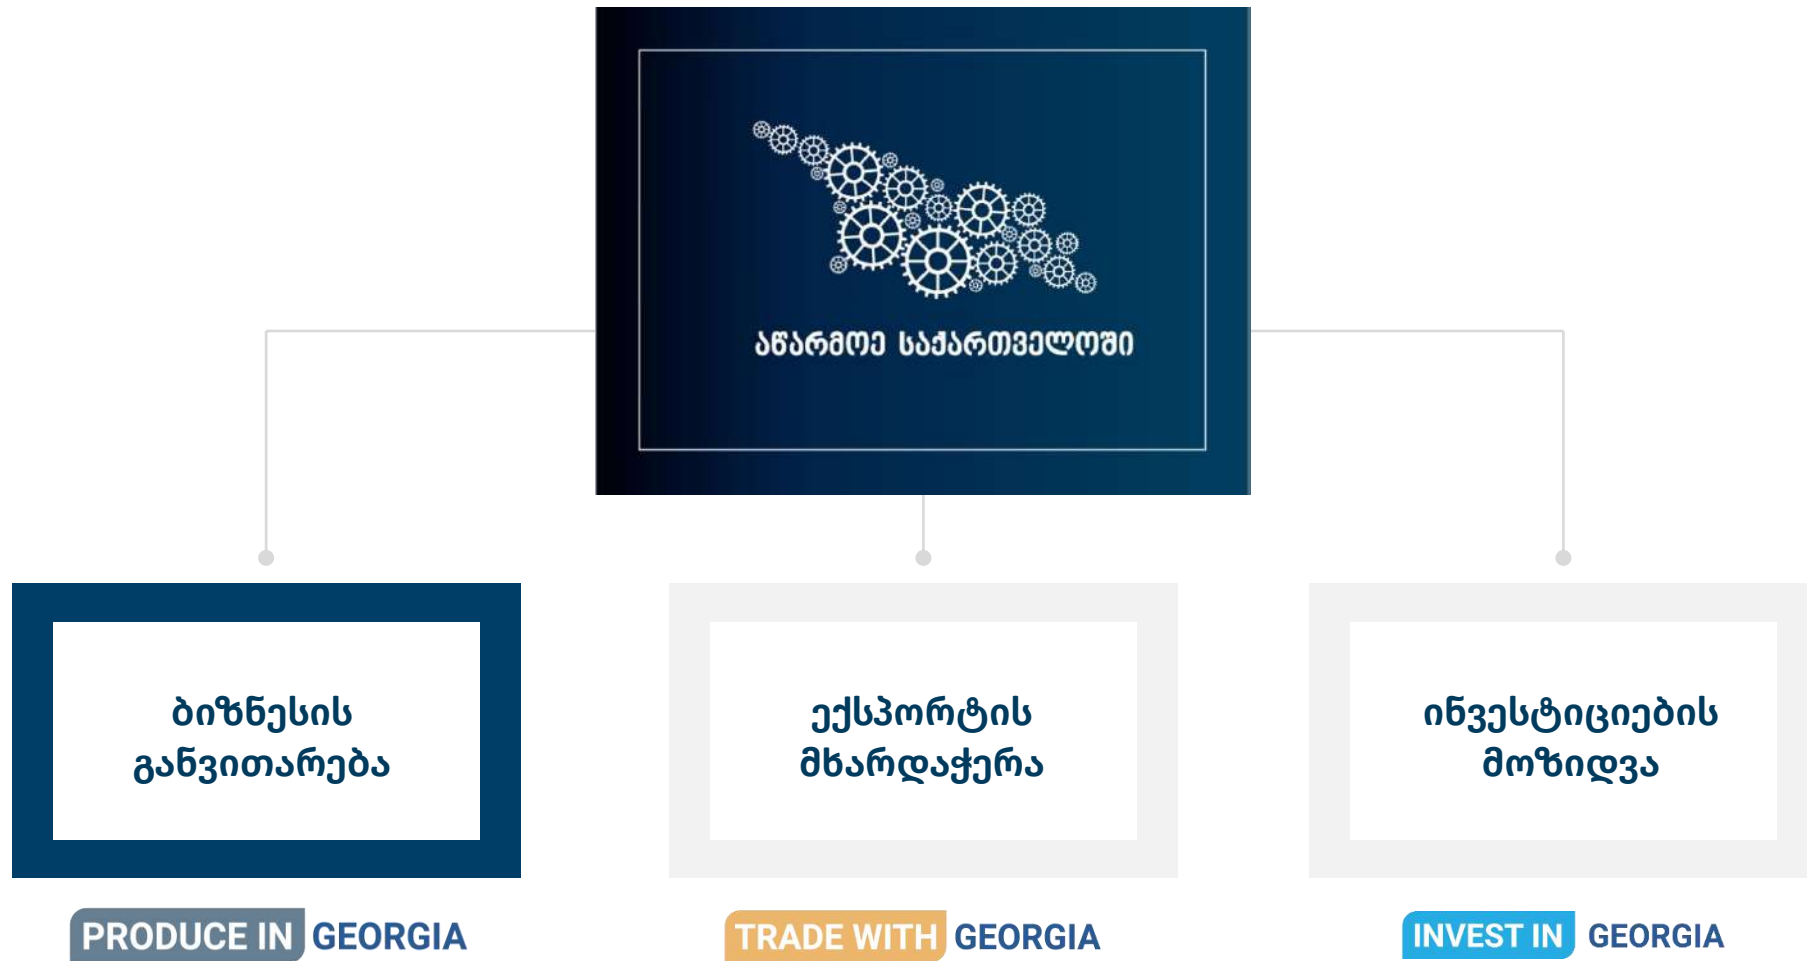 აწარმოე საქართველოში
ბიზნესის
განვითარება
ექსპორტის
მხარდაჭერა
ინვესტიციების
მოზიდვა
PRODUCE IN GEORGIA
TRADE WITH GEORGIA
INVEST IN GEORGIA